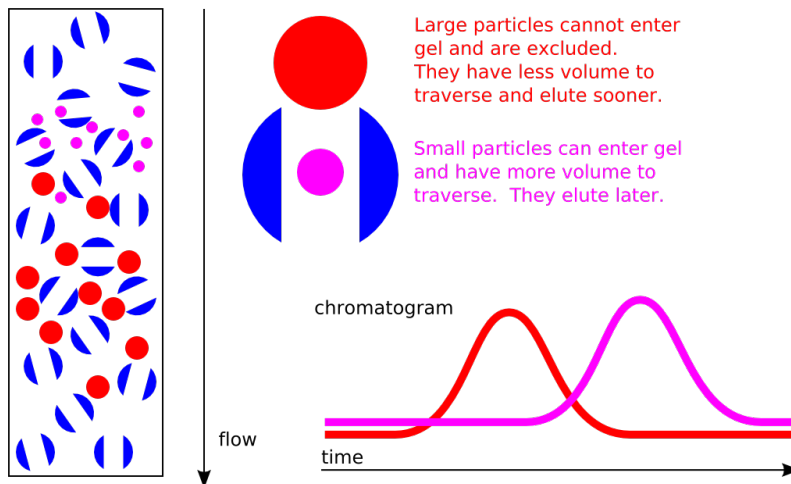 Large particles cannot enter
gel and are excluded.
They have less volume to
traverse and elute sooner.
Small particles can enter gel
and have more volume to
traverse.  They elute later.
chromatogram
flow
time